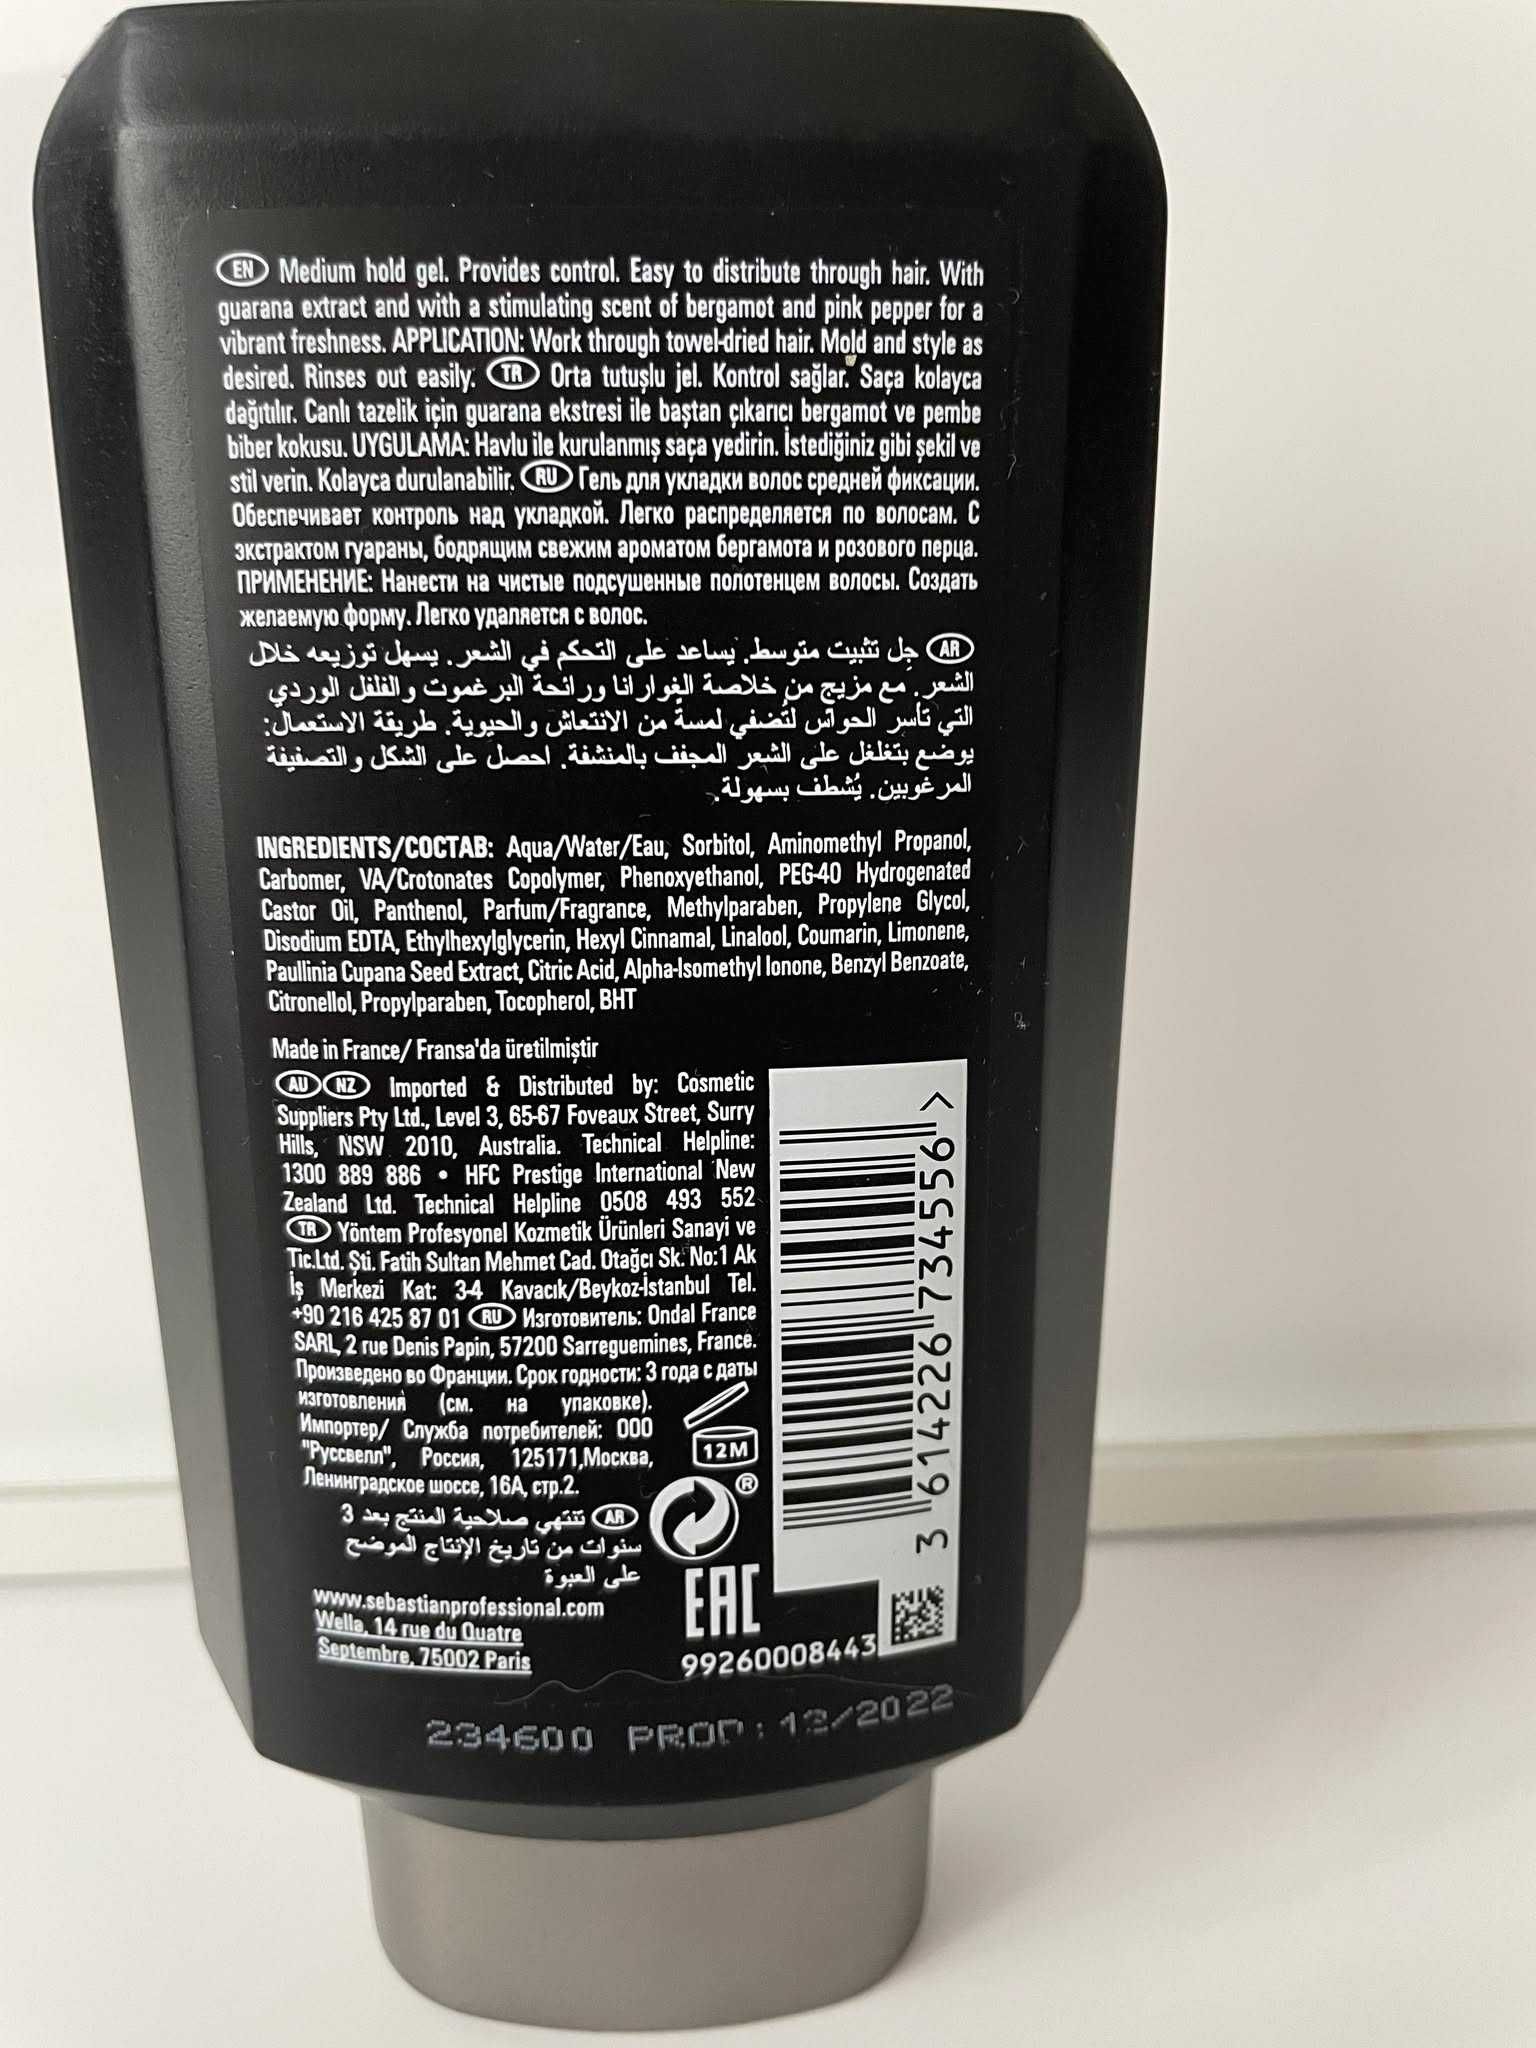 EN Medium hold gel. Provides control. Easy to distribute through hair. With
guarana extract and with a stimulating scent of bergamot and pink pepper for a
vibrant freshness. APPLICATION: Work through towel-dried hair. Mold and style as
desired. Rinses out easily. TR Orta tutuşlu jel. Kontrol sağlar. Saça kolayca
dağıtılır. Canlı tazelik için guarana ekstresi ile baştan çıkarıcı bergamot ve pembe
biber kokusu. UYGULAMA: Havlu ile kurulanmış saça yedirin. İstediğiniz gibi şekil ve
stil verin. Kolayca durulanabilir. RU Гель для укладки волос средней фиксации.
Обеспечивает контроль над укладкой. Легко распределяется по волосам. С
экстрактом гуараны, бодрящим свежим ароматом бергамота и розового перца.
ПРИМЕНЕНИЕ: Нанести на чистые подсушенные полотенцем волосы. Создать
желаемую форму. Легко удаляется с волос.
AR جِل تثبيت متوسط. يساعد على التحكم في الشعر. يسهل توزيعه خلال
الشعر. مع مزيج من خلاصة الغوارانا ورائحة البرغموت والفلفل الوردي
التي تأسر الحواس لتُضفي لمسةً من الانتعاش والحيوية. طريقة الاستعمال:
يوضع بتغلغل على الشعر المجفف بالمنشفة. احصل على الشكل والتصفيفة
المرغوبين. يُشطف بسهولة.
INGREDIENTS/СОСТАВ: Aqua/Water/Eau, Sorbitol, Aminomethyl Propanol,
Carbomer, VA/Crotonates Copolymer, Phenoxyethanol, PEG-40 Hydrogenated
Castor Oil, Panthenol, Parfum/Fragrance, Methylparaben, Propylene Glycol,
Disodium EDTA, Ethylhexylglycerin, Hexyl Cinnamal, Linalool, Coumarin, Limonene,
Paullinia Cupana Seed Extract, Citric Acid, Alpha-Isomethyl Ionone, Benzyl Benzoate,
Citronellol, Propylparaben, Tocopherol, BHT
Made in France/ Fransa'da üretilmiştir
AU NZ Imported & Distributed by: Cosmetic
Suppliers Pty Ltd., Level 3, 65-67 Foveaux Street, Surry
Hills, NSW 2010, Australia. Technical Helpline:
1300 889 886 • HFC Prestige International New
Zealand Ltd. Technical Helpline 0508 493 552
TR Yöntem Profesyonel Kozmetik Ürünleri Sanayi ve
Tic.Ltd. Şti. Fatih Sultan Mehmet Cad. Otağcı Sk. No:1 Ak
İş Merkezi Kat: 3-4 Kavacık/Beykoz-İstanbul Tel.
+90 216 425 87 01 RU Изготовитель: Ondal France
SARL, 2 rue Denis Papin, 57200 Sarreguemines, France.
Произведено во Франции. Срок годности: 3 года с даты
изготовления (см. на упаковке).
Импортер/ Служба потребителей: ООО
"Руссвелл", Россия, 125171,Москва,
Ленинградское шоссе, 16А, стр.2.
AR تنتهي صلاحية المنتج بعد 3
سنوات من تاريخ الإنتاج الموضح
على العبوة
www.sebastianprofessional.com
Wella, 14 rue du Quatre
Septembre, 75002 Paris
12M
®
EAC
99260008443
3 614226 734556 >
234600 PROD: 12/2022